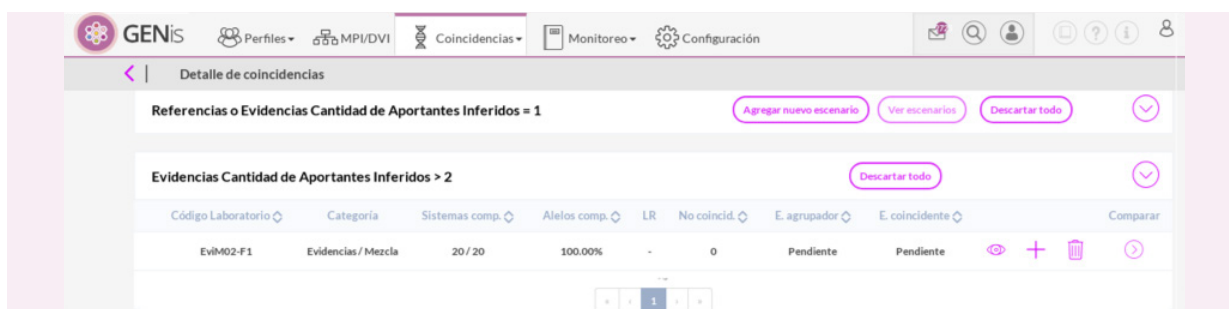 GENis Perfiles MPI/DVI Coincidencias Monitoreo Configuración
Detalle de coincidencias
Referencias o Evidencias Cantidad de Aportantes Inferidos = 1 Agregar nuevo escenario Ver escenarios Descartar todo
Evidencias Cantidad de Aportantes Inferidos > 2 Descartar todo
Código Laboratorio Categoría Sistemas comp. Alelos comp. LR No coincid. E. agrupador E. coincidente Comparar
EviM02-F1 Evidencias / Mezcla 20 / 20 100.00% - 0 Pendiente Pendiente
« ‹ 1 › »